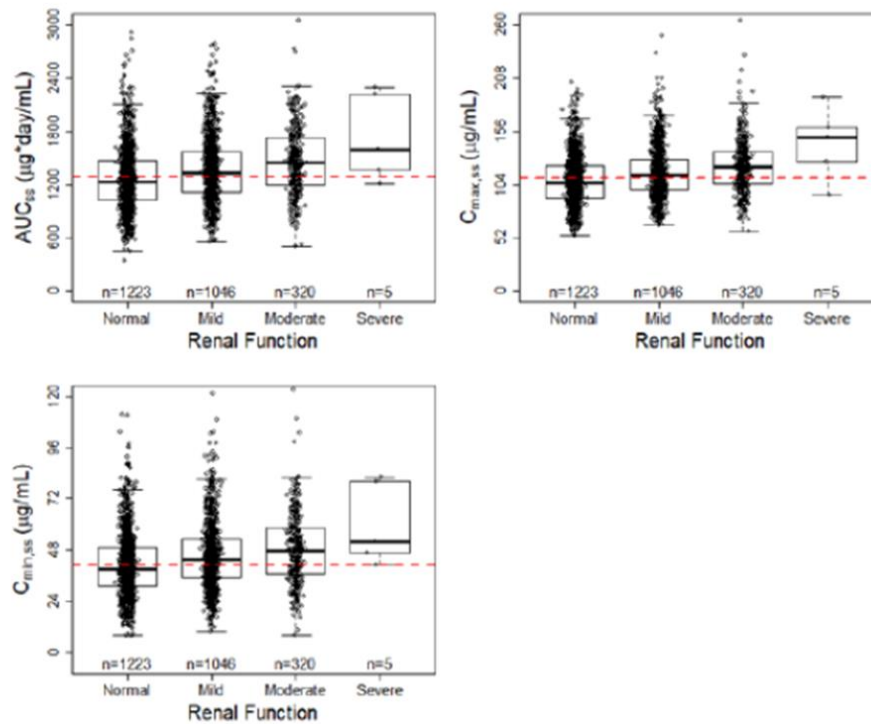 AUCss (µg*day/mL)
3000
2400
1800
1200
600
0
n=1223 n=1046 n=320 n=5
Normal Mild Moderate Severe
Renal Function
Cmax,ss (µg/mL)
260
208
156
104
52
0
n=1223 n=1046 n=320 n=5
Normal Mild Moderate Severe
Renal Function
Cmin,ss (µg/mL)
120
96
72
48
24
0
n=1223 n=1046 n=320 n=5
Normal Mild Moderate Severe
Renal Function